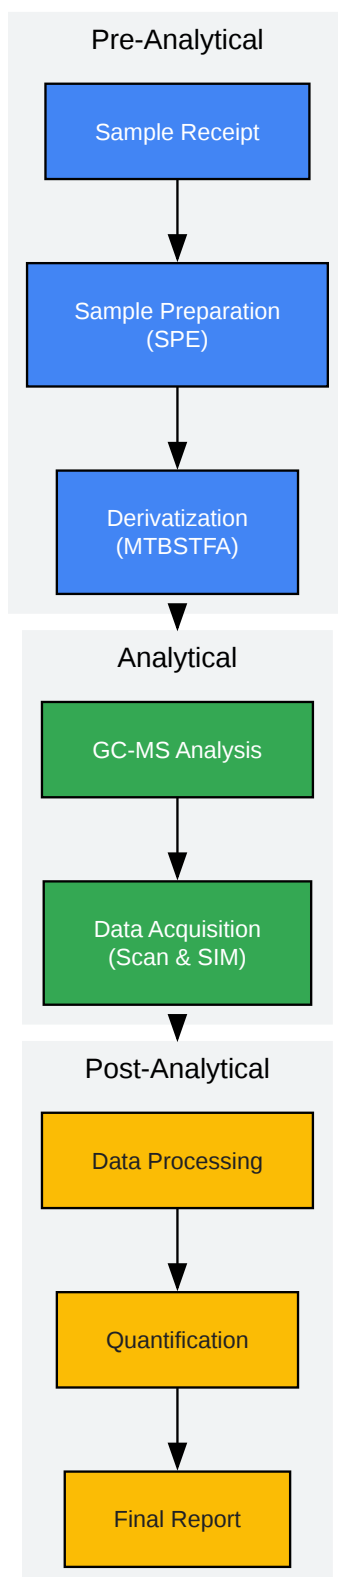 Pre-Analytical
Sample Receipt
Sample Preparation
(SPE)
Derivatization
(MTBSTFA)
Analytical
GC-MS Analysis
Data Acquisition
(Scan & SIM)
Post-Analytical
Data Processing
Quantification
Final Report